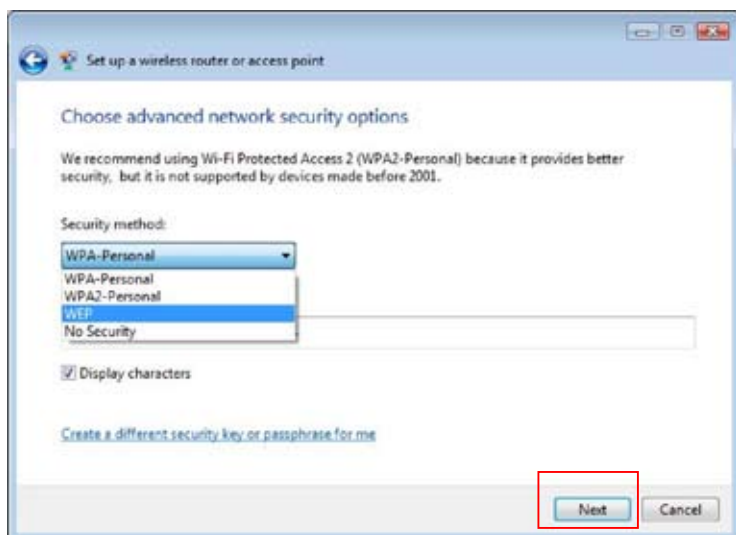 Set up a wireless router or access point
Choose advanced network security options
We recommend using Wi-Fi Protected Access 2 (WPA2-Personal) because it provides better
security, but it is not supported by devices made before 2001.
Security method:
WPA-Personal
WPA-Personal
WPA2-Personal
WEP
No Security
Display characters
Create a different security key or passphrase for me
Next
Cancel